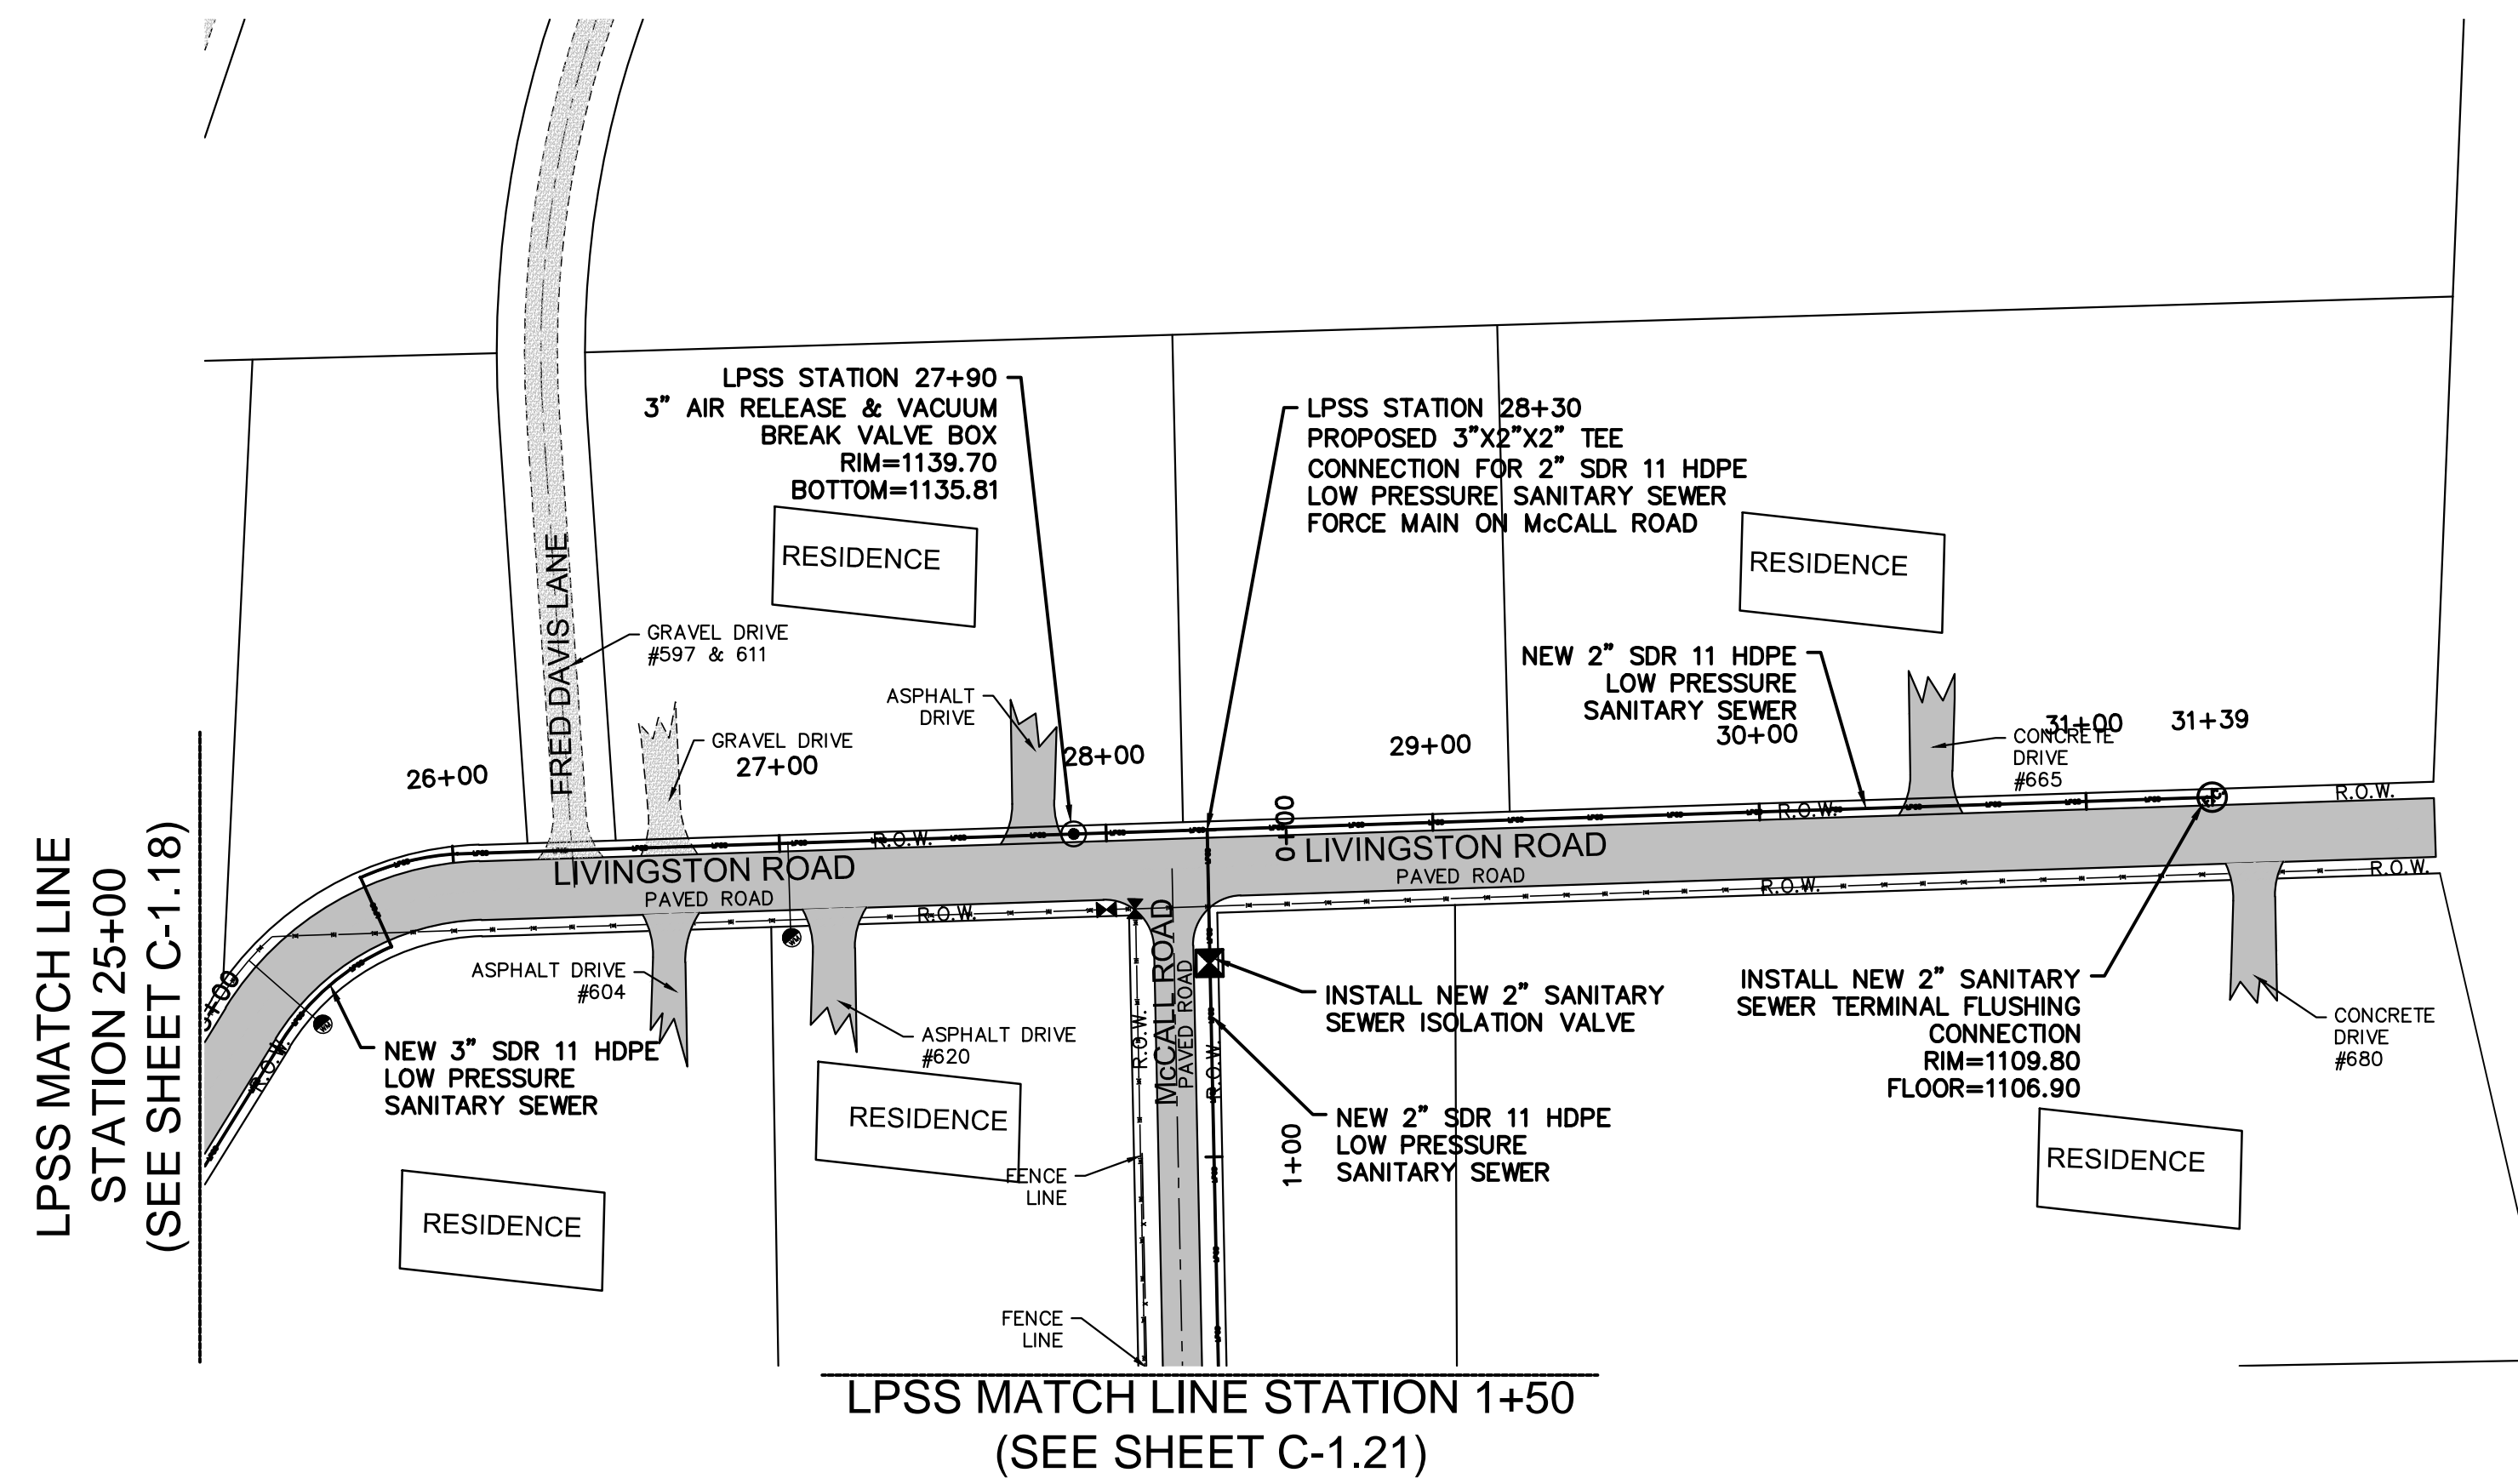 LPSS MATCH LINE
STATION 25+00
(SEE SHEET C-1.18)
LPSS STATION 27+90
3" AIR RELEASE & VACUUM
BREAK VALVE BOX
RIM=1139.70
BOTTOM=1135.81
LPSS STATION 28+30
PROPOSED 3"X2"X2" TEE
CONNECTION FOR 2" SDR 11 HDPE
LOW PRESSURE SANITARY SEWER
FORCE MAIN ON McCALL ROAD
RESIDENCE
RESIDENCE
FRED DAVIS LANE
GRAVEL DRIVE
#597 & 611
NEW 2" SDR 11 HDPE
LOW PRESSURE
SANITARY SEWER
ASPHALT
DRIVE
GRAVEL DRIVE
26+00
27+00
28+00
29+00
30+00
31+00
31+39
CONCRETE
DRIVE
#665
R.O.W.
R.O.W.
R.O.W.
0+00
LIVINGSTON ROAD
PAVED ROAD
LIVINGSTON ROAD
PAVED ROAD
R.O.W.
R.O.W.
R.O.W.
WM
WM
ASPHALT DRIVE
#604
ASPHALT DRIVE
#620
McCALL ROAD
PAVED ROAD
R.O.W.
R.O.W.
R.O.W.
INSTALL NEW 2" SANITARY
SEWER ISOLATION VALVE
INSTALL NEW 2" SANITARY
SEWER TERMINAL FLUSHING
CONNECTION
RIM=1109.80
FLOOR=1106.90
CONCRETE
DRIVE
#680
NEW 3" SDR 11 HDPE
LOW PRESSURE
SANITARY SEWER
NEW 2" SDR 11 HDPE
LOW PRESSURE
SANITARY SEWER
1+00
RESIDENCE
RESIDENCE
RESIDENCE
FENCE
LINE
FENCE
LINE
LPSS MATCH LINE STATION 1+50
(SEE SHEET C-1.21)